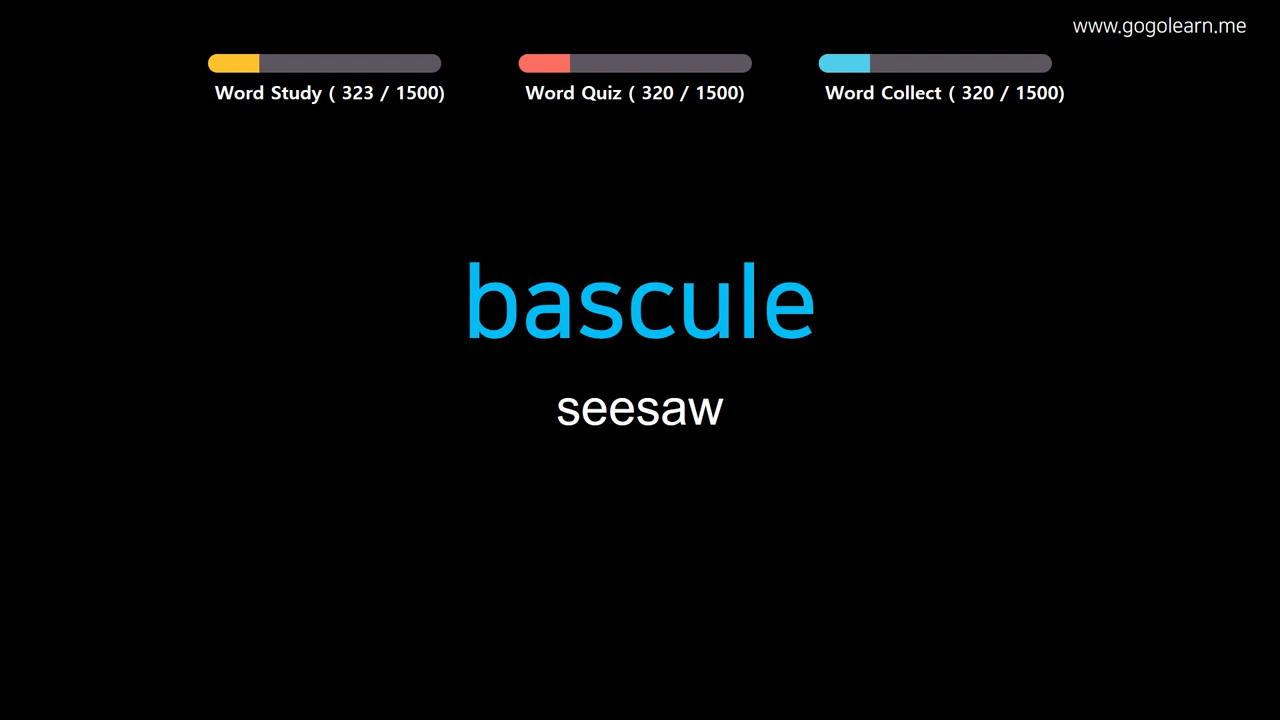 www.gogolearn.me
Word Study ( 323 / 1500)
Word Quiz ( 320 / 1500)
Word Collect ( 320 / 1500)
bascule
seesaw